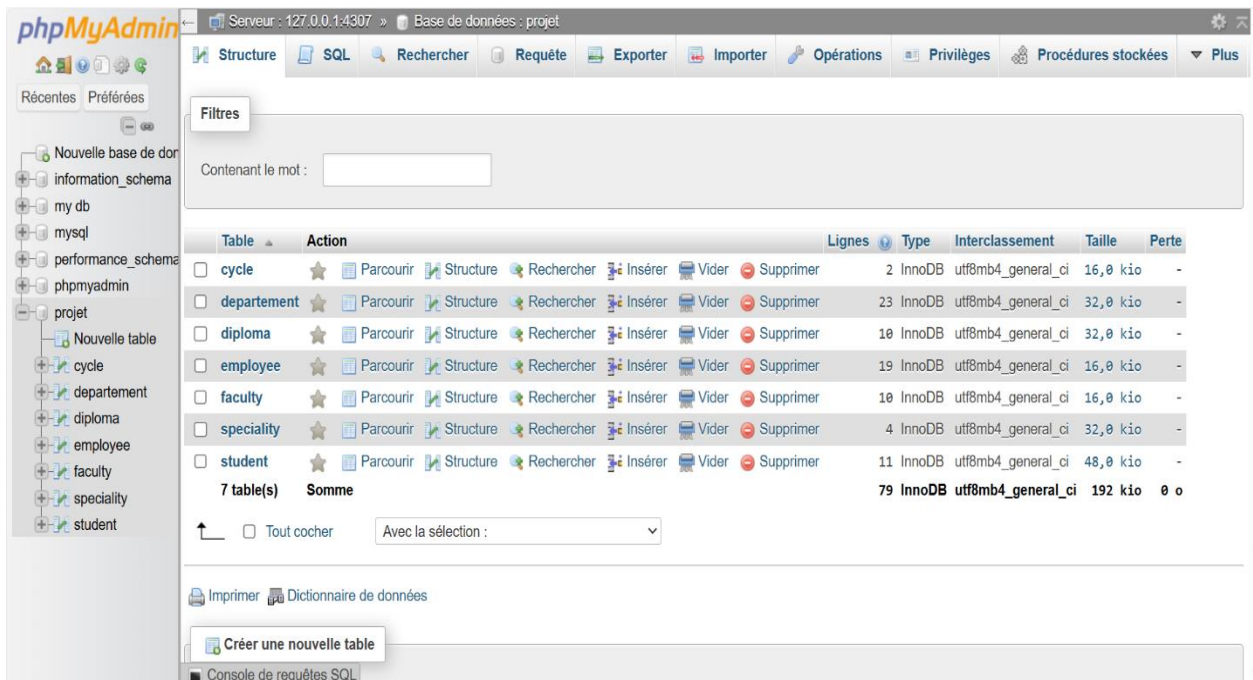 phpMyAdmin
Récentes Préférées
Nouvelle base de don
information_schema
my db
mysql
performance_schema
phpmyadmin
projet
Nouvelle table
cycle
departement
diploma
employee
faculty
speciality
student
Serveur : 127.0.0.1:4307 » Base de données : projet
Structure SQL Rechercher Requête Exporter Importer Opérations Privilèges Procédures stockées Plus
Filtres
Contenant le mot :
Table Action Lignes Type Interclassement Taille Perte
cycle Parcourir Structure Rechercher Insérer Vider Supprimer 2 InnoDB utf8mb4_general_ci 16,0 kio -
departement Parcourir Structure Rechercher Insérer Vider Supprimer 23 InnoDB utf8mb4_general_ci 32,0 kio -
diploma Parcourir Structure Rechercher Insérer Vider Supprimer 10 InnoDB utf8mb4_general_ci 32,0 kio -
employee Parcourir Structure Rechercher Insérer Vider Supprimer 19 InnoDB utf8mb4_general_ci 16,0 kio -
faculty Parcourir Structure Rechercher Insérer Vider Supprimer 10 InnoDB utf8mb4_general_ci 16,0 kio -
speciality Parcourir Structure Rechercher Insérer Vider Supprimer 4 InnoDB utf8mb4_general_ci 32,0 kio -
student Parcourir Structure Rechercher Insérer Vider Supprimer 11 InnoDB utf8mb4_general_ci 48,0 kio -
7 table(s) Somme 79 InnoDB utf8mb4_general_ci 192 kio 0 o
Tout cocher Avec la sélection :
Imprimer Dictionnaire de données
Créer une nouvelle table
Console de requêtes SQL